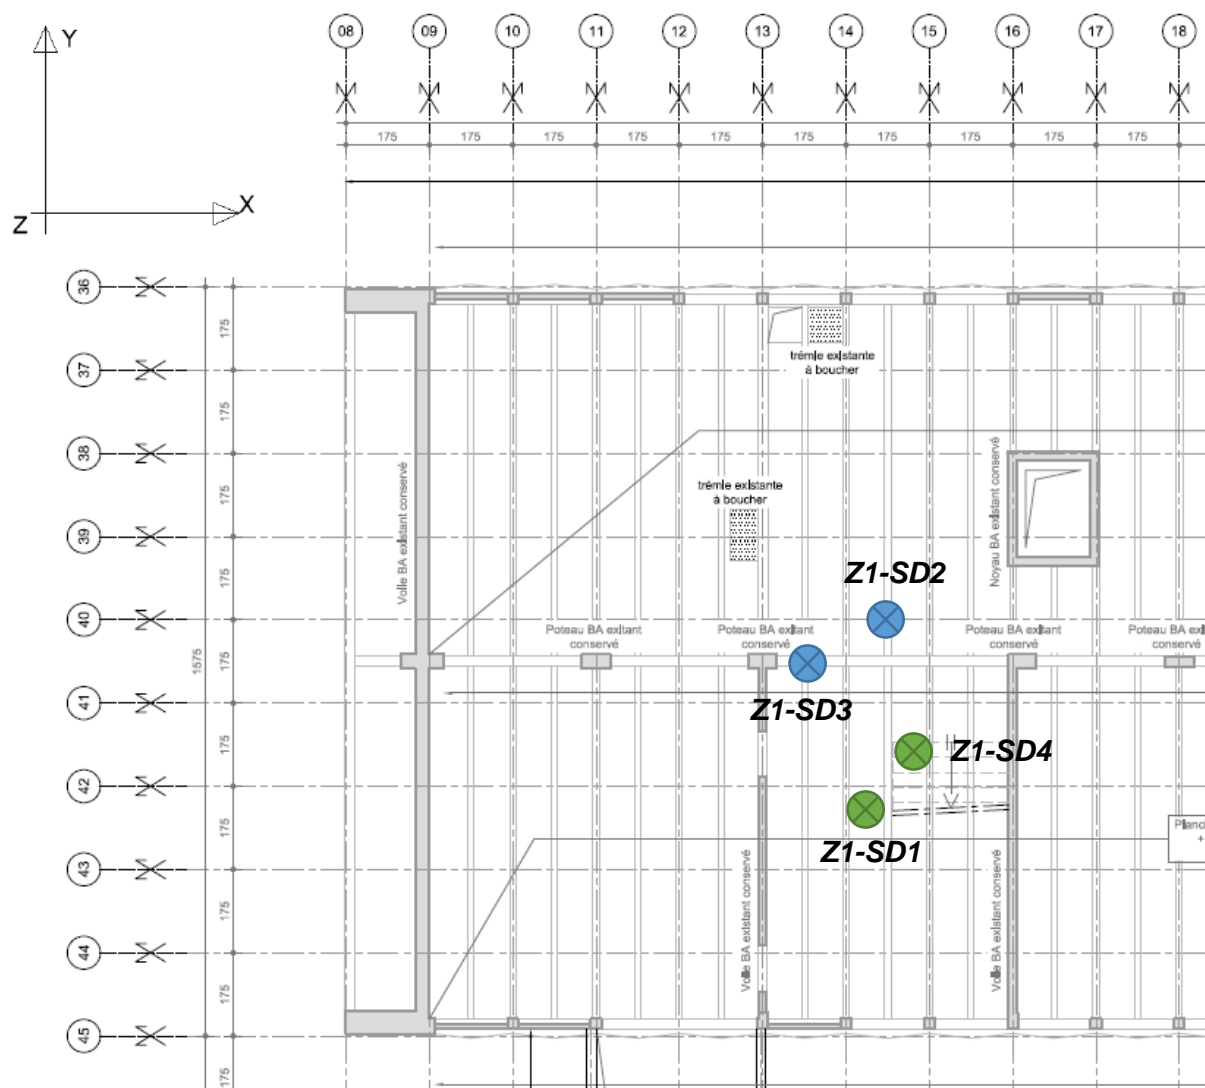 Y
08 09 10 11 12 13 14 15 16 17 18
175 175 175 175 175 175 175 175 175 175
X
Z
36
175
37
trémie existante
à boucher
175
38
Voile BA existant conservé
Noyau BA existant conservé
175
trémie existante
à boucher
39
175
Z1-SD2
40
Poteau BA exitant
conservé
Poteau BA exitant
conservé
Poteau BA exitant
conservé
Poteau BA
conservé
1575
175
41
Z1-SD3
175
Z1-SD4
42
175
Z1-SD1
43
175
Voile BA existant conservé
Voile BA existant conservé
44
175
45
175
Planc
+